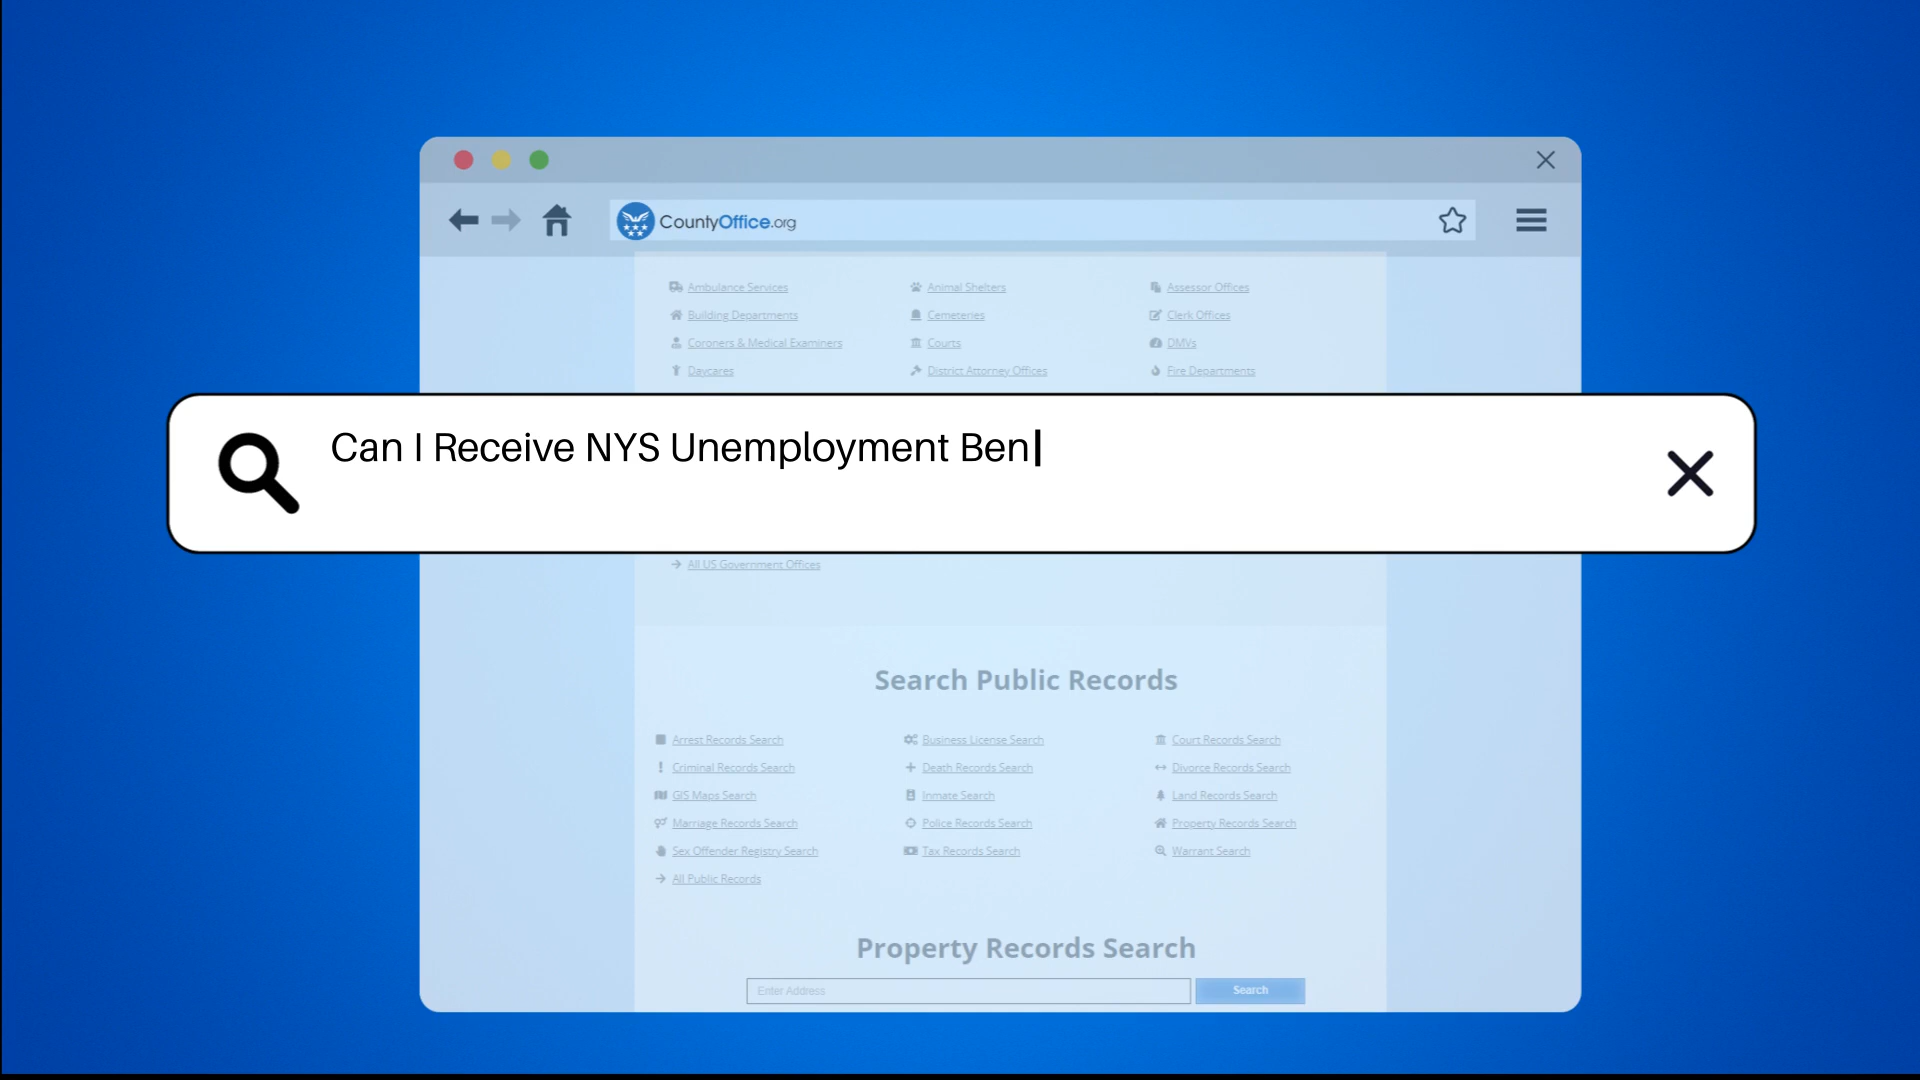 CountyOffice.org
Ambulance Services Animal Shelters Assessor Offices
Building Departments Cemeteries Clerk Offices
Coroners & Medical Examiners Courts DMVs
Daycares District Attorney Offices Fire Departments
Can I Receive NYS Unemployment Ben
All US Government Offices
Search Public Records
Arrest Records Search Business License Search Court Records Search
Criminal Records Search Death Records Search Divorce Records Search
GIS Maps Search Inmate Search Land Records Search
Marriage Records Search Police Records Search Property Records Search
Sex Offender Registry Search Tax Records Search Warrant Search
All Public Records
Property Records Search
Enter Address Search